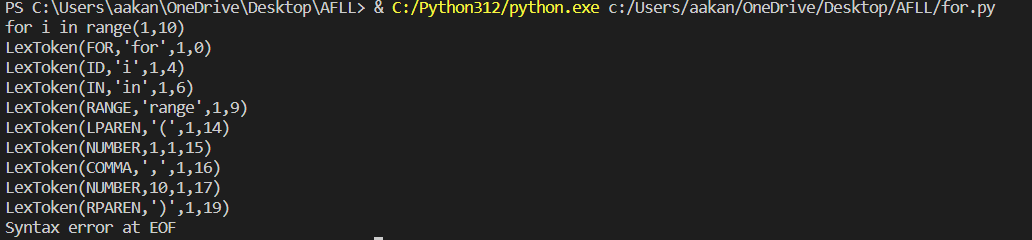 PS C:\Users\aakan\OneDrive\Desktop\AFLL> & C:/Python312/python.exe c:/Users/aakan/OneDrive/Desktop/AFLL/for.py
for i in range(1,10)
LexToken(FOR,'for',1,0)
LexToken(ID,'i',1,4)
LexToken(IN,'in',1,6)
LexToken(RANGE,'range',1,9)
LexToken(LPAREN,'(',1,14)
LexToken(NUMBER,1,1,15)
LexToken(COMMA,',',1,16)
LexToken(NUMBER,10,1,17)
LexToken(RPAREN,')',1,19)
Syntax error at EOF